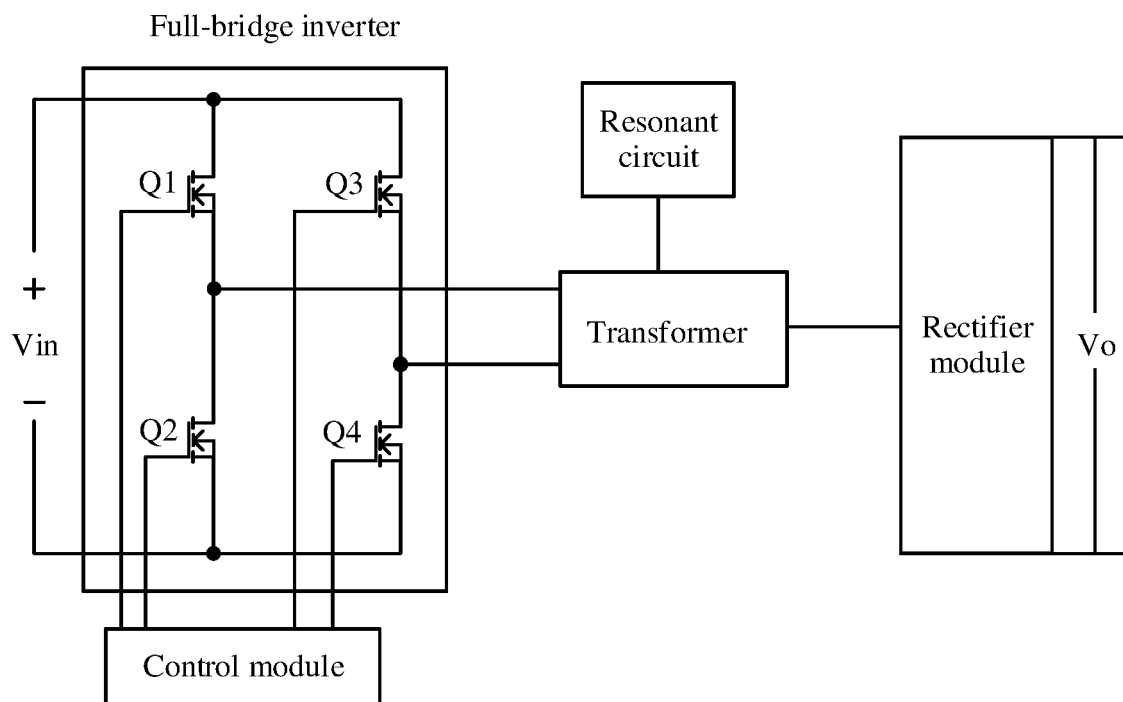 Full-bridge inverter
Resonant
circuit
Q1
Q3
+
Vin
−
Transformer
Rectifier
module
Vo
Q2
Q4
Control module